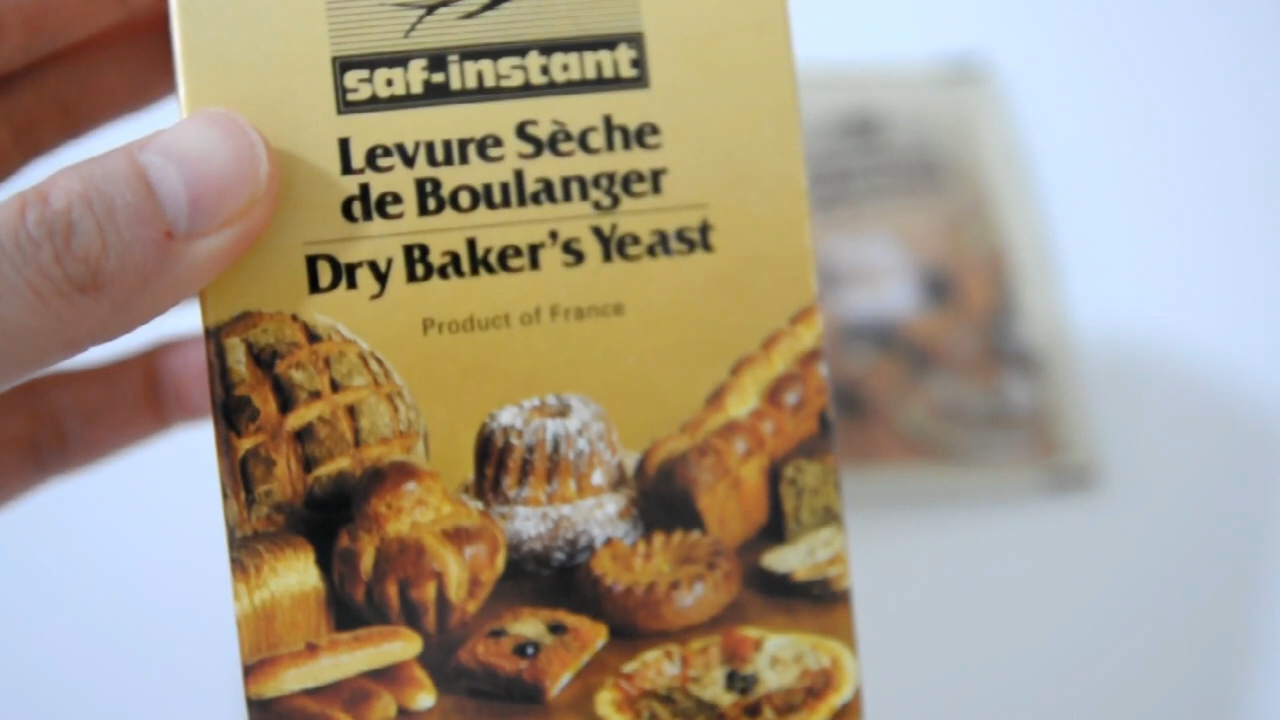 saf-instant
Levure Sèche
de Boulanger
Dry Baker's Yeast
Product of France